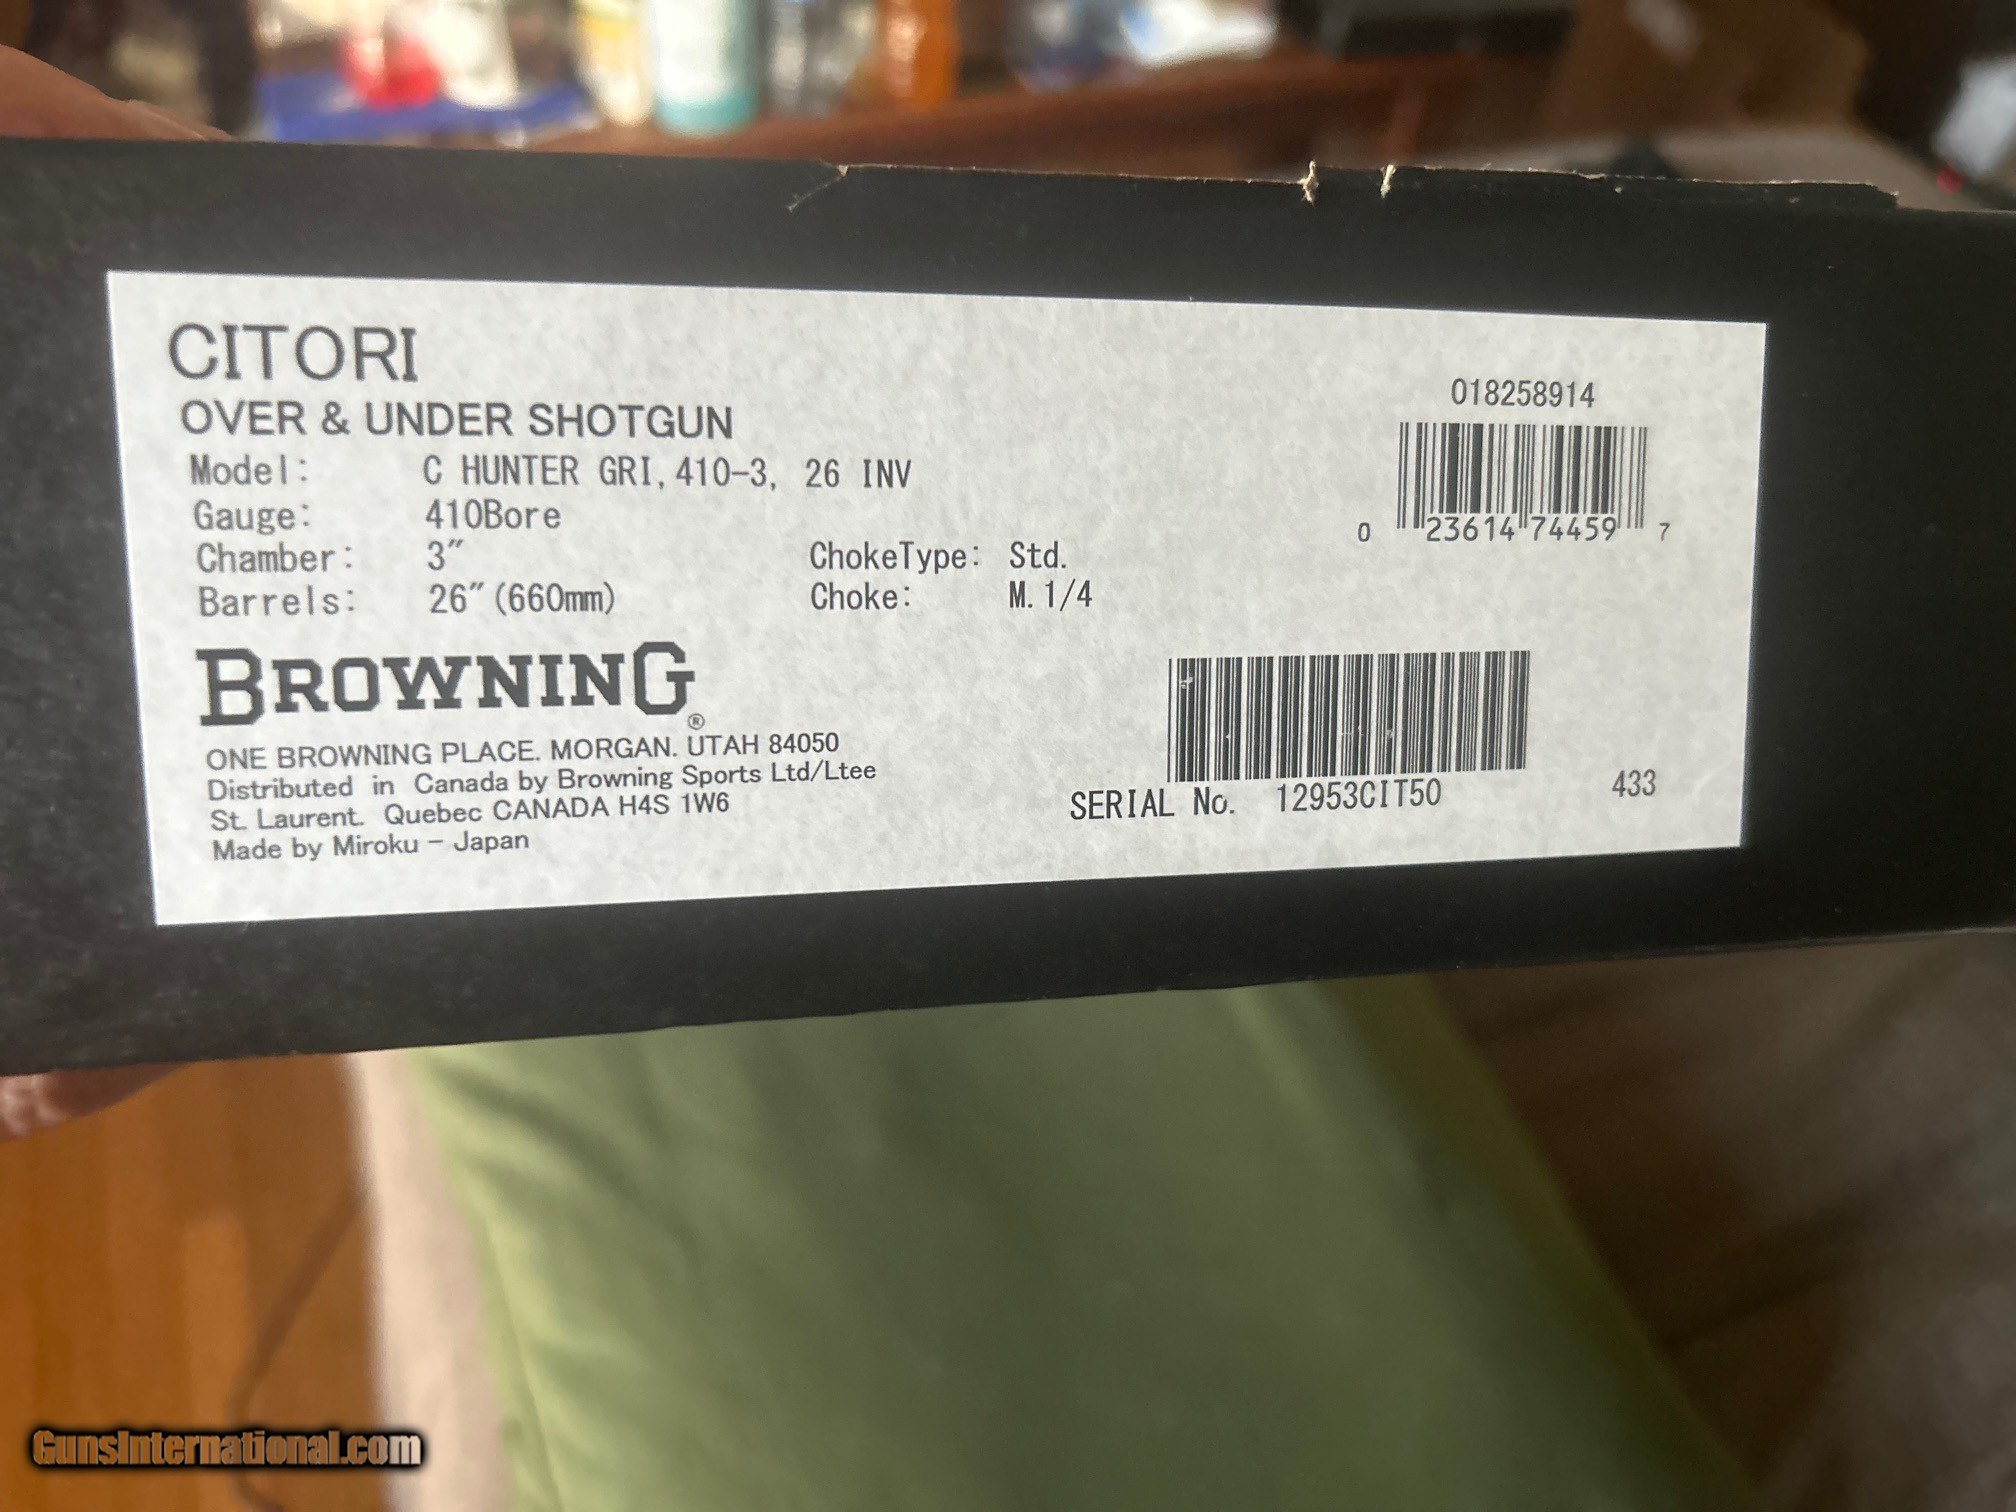 CITORI
OVER & UNDER SHOTGUN
Model: C HUNTER GRI, 410-3, 26 INV
Gauge: 410Bore
Chamber: 3″ ChokeType: Std.
Barrels: 26″ (660mm) Choke: M. 1/4
018258914
0 23614 74459 7
BROWNING®
ONE BROWNING PLACE. MORGAN. UTAH 84050
Distributed in Canada by Browning Sports Ltd/Ltee
St. Laurent. Quebec CANADA H4S 1W6
Made by Miroku - Japan
SERIAL No. 12953CIT50
433
GunsInternational.com